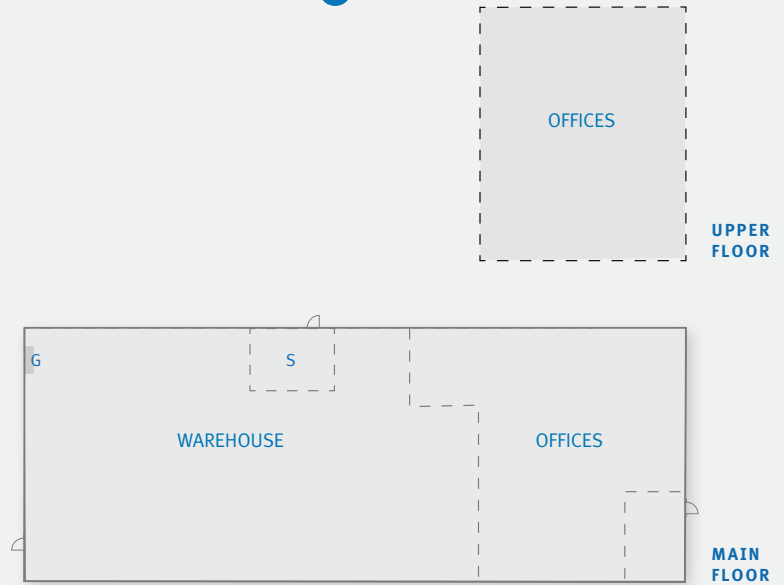 OFFICES
UPPER
FLOOR
G
S
WAREHOUSE
OFFICES
MAIN
FLOOR